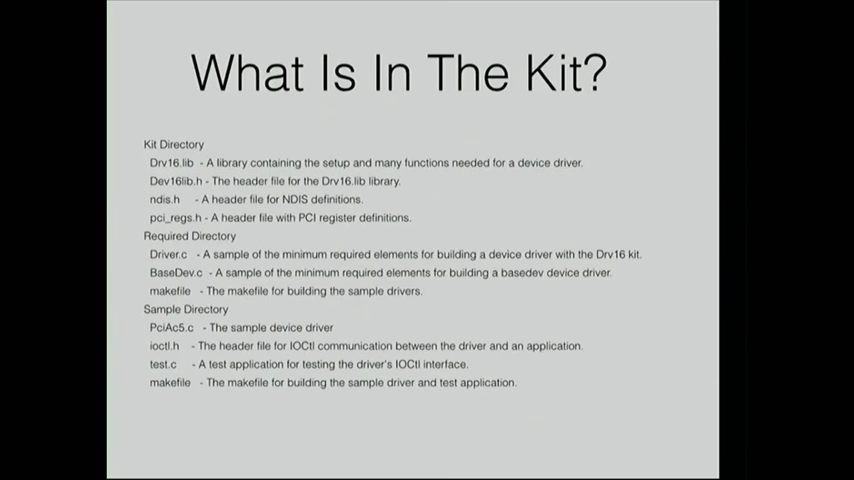 What Is In The Kit?
Kit Directory
Drv16.lib - A library containing the setup and many functions needed for a device driver.
Dev16lib.h - The header file for the Drv16.lib library.
ndis.h - A header file for NDIS definitions.
pci_regs.h - A header file with PCI register definitions.
Required Directory
Driver.c - A sample of the minimum required elements for building a device driver with the Drv16 kit.
BaseDev.c - A sample of the minimum required elements for building a basedev device driver.
makefile - The makefile for building the sample drivers.
Sample Directory
PciAc5.c - The sample device driver
ioctl.h - The header file for IOCtl communication between the driver and an application.
test.c - A test application for testing the driver's IOCtl interface.
makefile - The makefile for building the sample driver and test application.